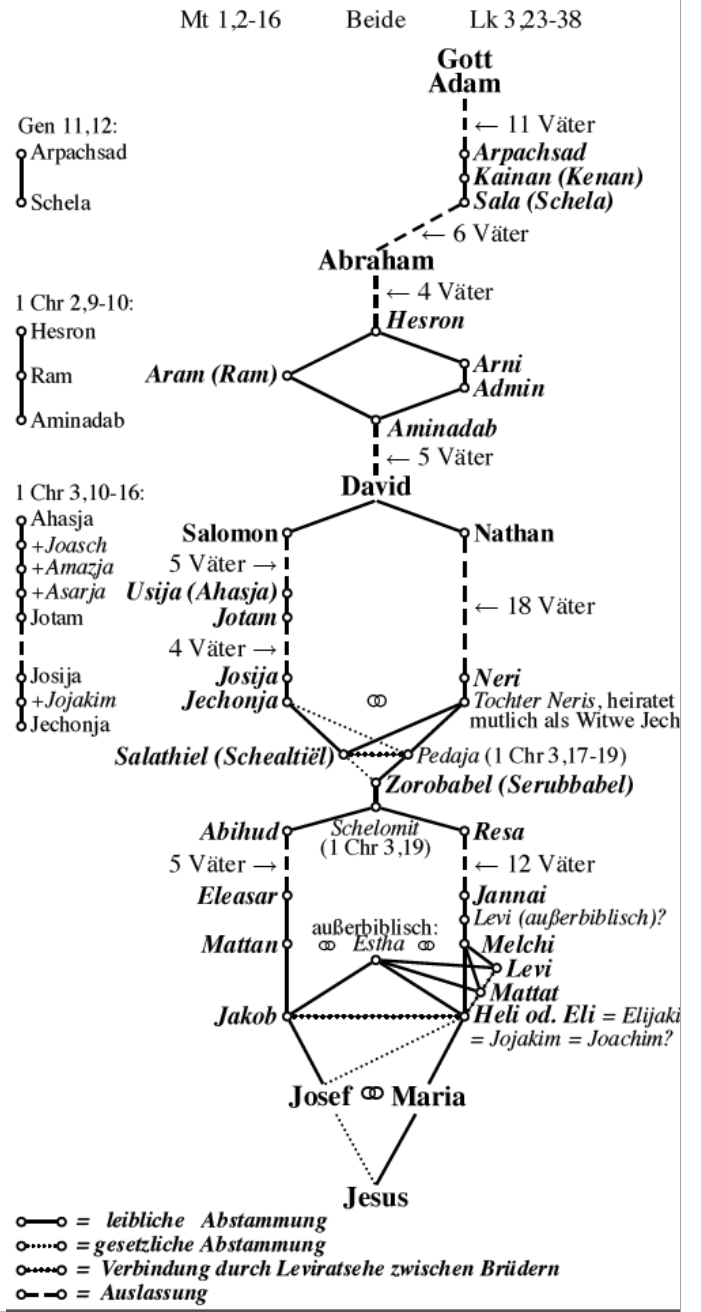 Mt 1,2-16 Beide Lk 3,23-38
Gott
Adam
← 11 Väter
Gen 11,12:
Arpachsad
Schela
Arpachsad
Kainan (Kenan)
Sala (Schela)
← 6 Väter
Abraham
← 4 Väter
1 Chr 2,9-10:
Hesron
Ram
Aminadab
Hesron
Aram (Ram)
Arni
Admin
Aminadab
← 5 Väter
David
1 Chr 3,10-16:
Ahasja
+Joasch
+Amazja
+Asarja
Jotam
Josija
+Jojakim
Jechonja
Salomon
5 Väter →
Usija (Ahasja)
Jotam
4 Väter →
Josija
Jechonja
Nathan
← 18 Väter
Neri
Tochter Neris, heiratet
mutlich als Witwe Jech
Salathiel (Schealtiël)
Pedaja (1 Chr 3,17-19)
Zorobabel (Serubbabel)
Abihud
Schelomit
(1 Chr 3,19)
Resa
5 Väter →
← 12 Väter
Eleasar
Jannai
Levi (außerbiblisch)?
außerbiblisch:
Estha
Mattan
Melchi
Levi
Mattat
Jakob
Heli od. Eli = Elijaki
= Jojakim = Joachim?
Josef Maria
Jesus
= leibliche Abstammung
= gesetzliche Abstammung
= Verbindung durch Leviratsehe zwischen Brüdern
= Auslassung